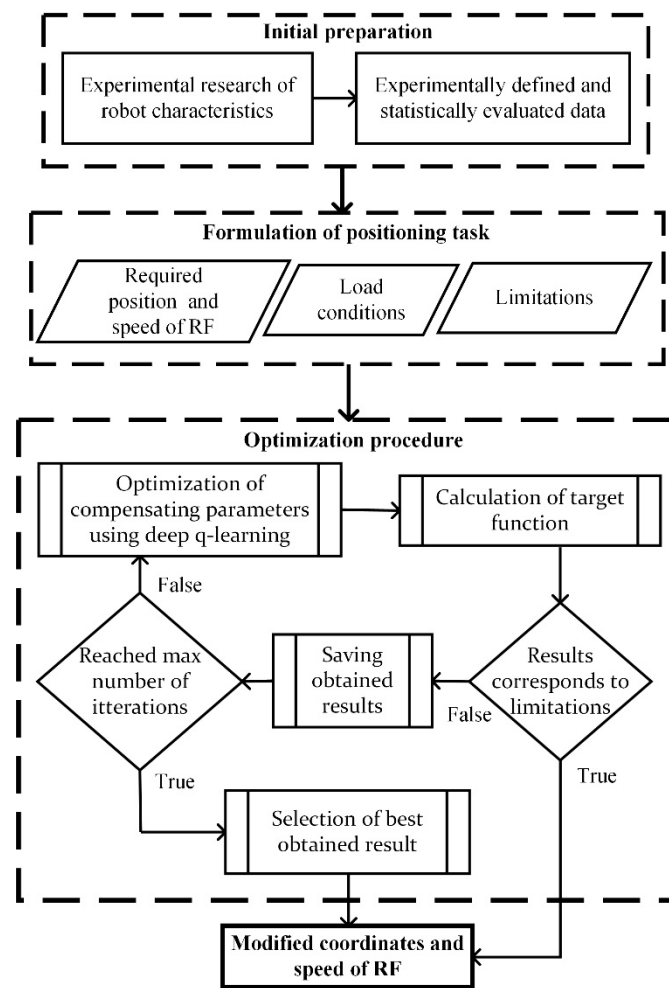 Initial preparation
Experimental research of
robot characteristics
Experimentally defined and
statistically evaluated data
Formulation of positioning task
Required
position and
speed of RF
Load
conditions
Limitations
Optimization procedure
Optimization of
compensating parameters
using deep q-learning
Calculation of target
function
False
Reached max
number of
itterations
Saving
obtained
results
False
Results
corresponds to
limitations
True
True
Selection of best
obtained result
Modified coordinates and
speed of RF